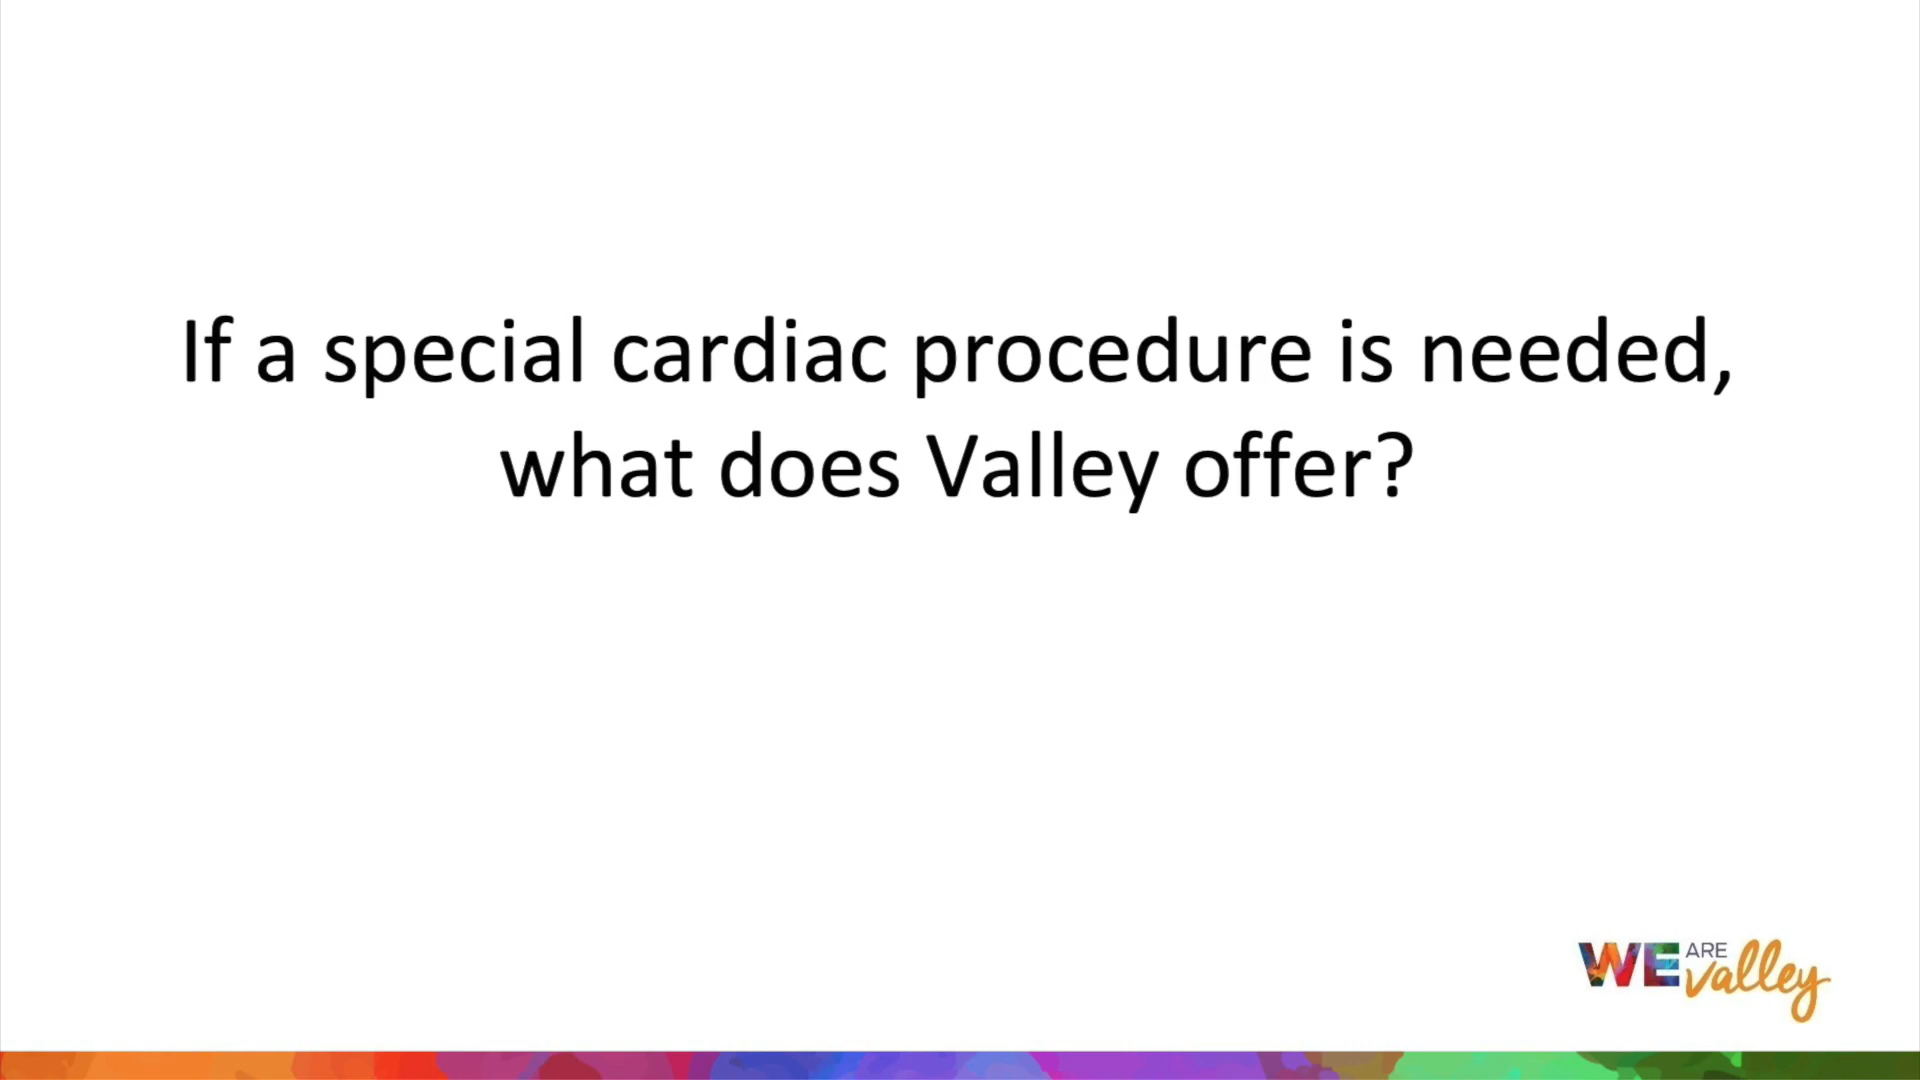 If a special cardiac procedure is needed,
what does Valley offer?
WE ARE valley